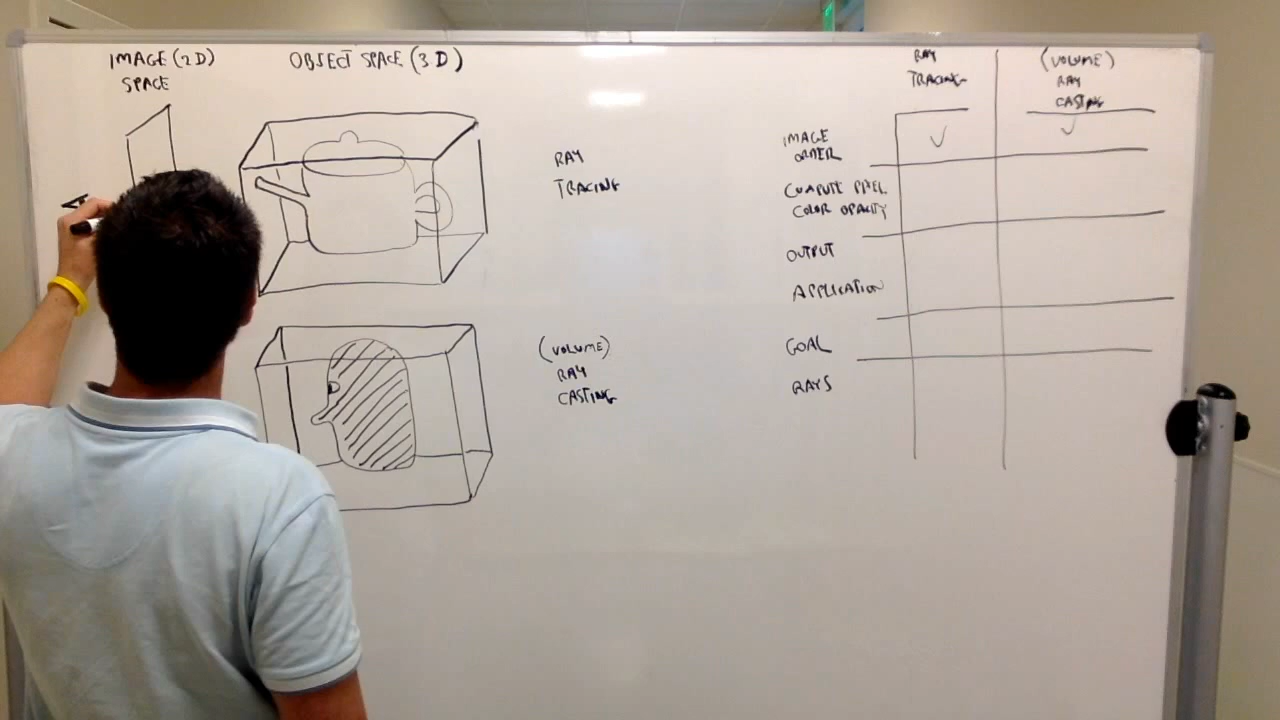 IMAGE (2D)
SPACE
OBJECT SPACE (3D)
RAY
TRACING
(VOLUME)
RAY
CASTING
RAY
TRACING
(VOLUME)
RAY
CASTING
IMAGE
ORDER
COMPUTE PIXEL
COLOR OPACITY
OUTPUT
APPLICATION
GOAL
RAYS